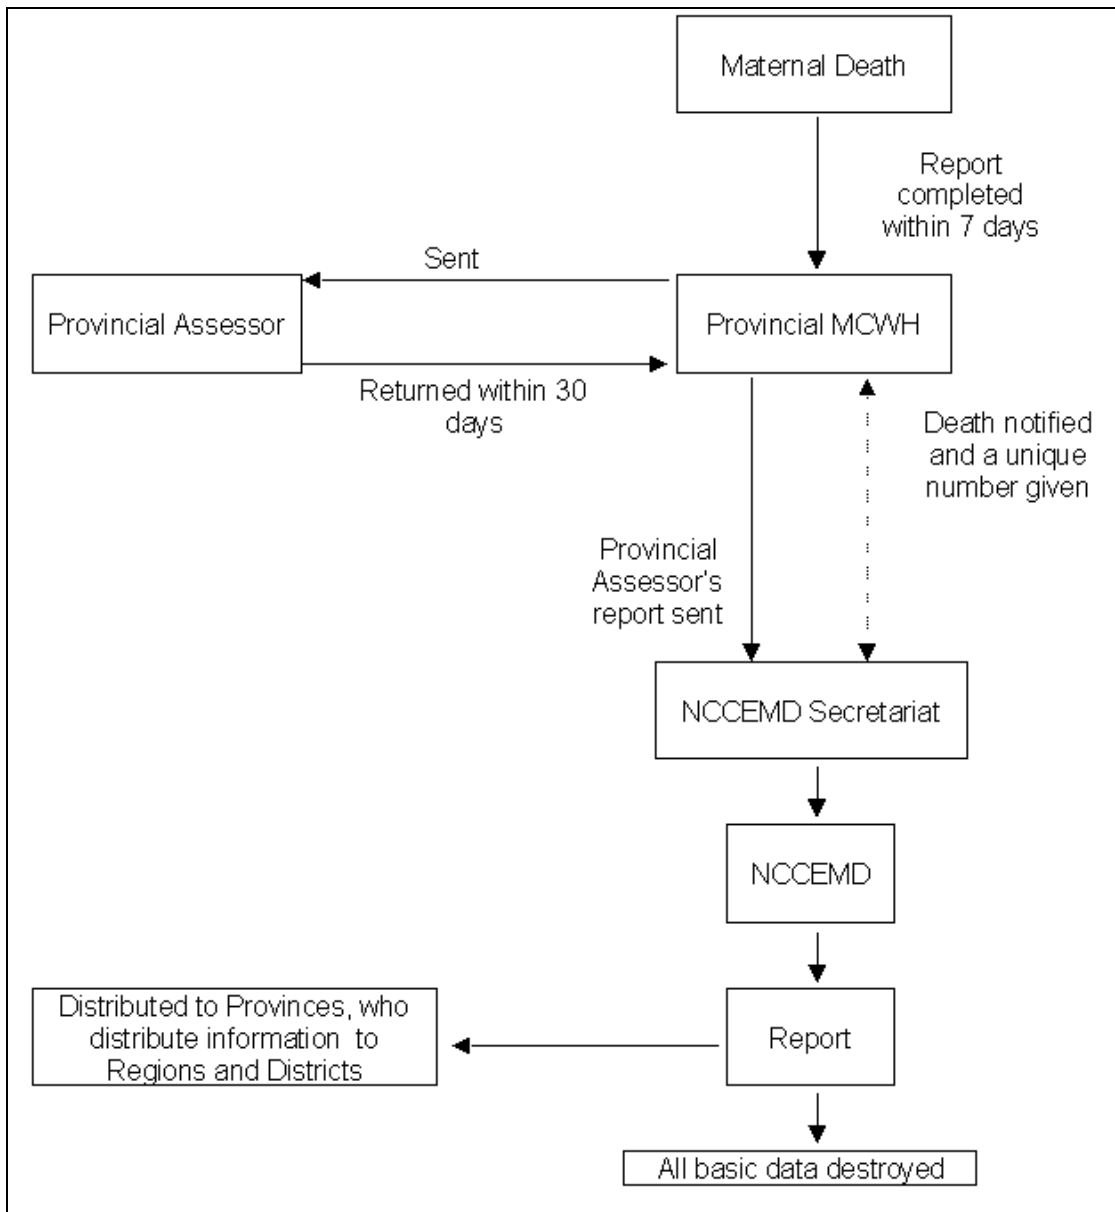 Maternal Death
Report
completed
within 7 days
Sent
Provincial Assessor
Provincial MCWH
Returned within 30
days
Death notified
and a unique
number given
Provincial
Assessor's
report sent
NCCEMD Secretariat
NCCEMD
Distributed to Provinces, who
distribute information to
Regions and Districts
Report
All basic data destroyed